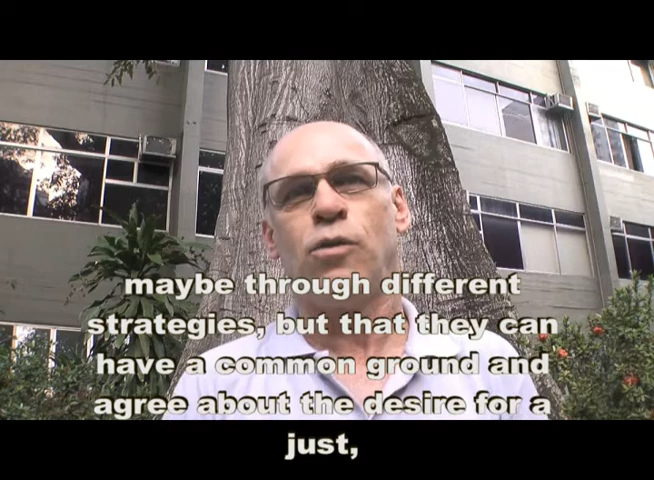 maybe through different
strategies, but that they can
have a common ground and
agree about the desire for a
just,